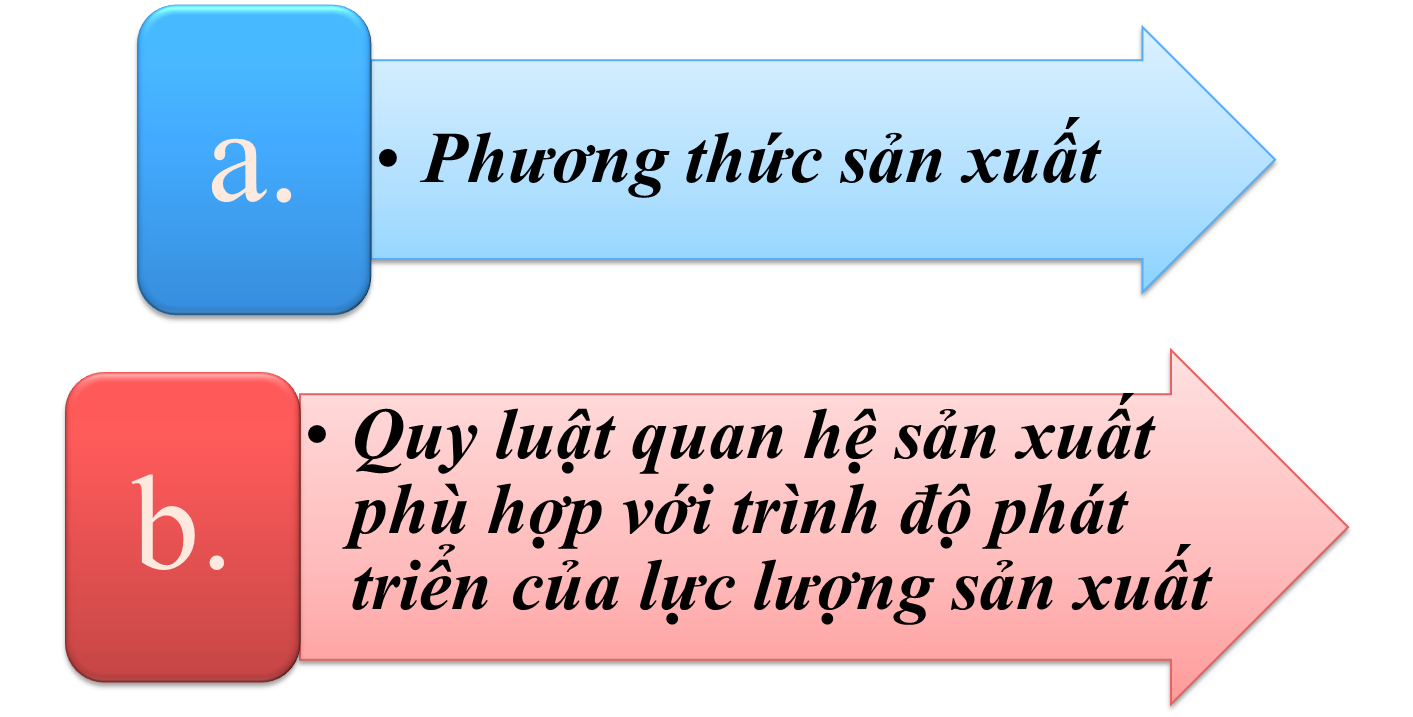 a.
• Phương thức sản xuất
b.
• Quy luật quan hệ sản xuất
phù hợp với trình độ phát
triển của lực lượng sản xuất